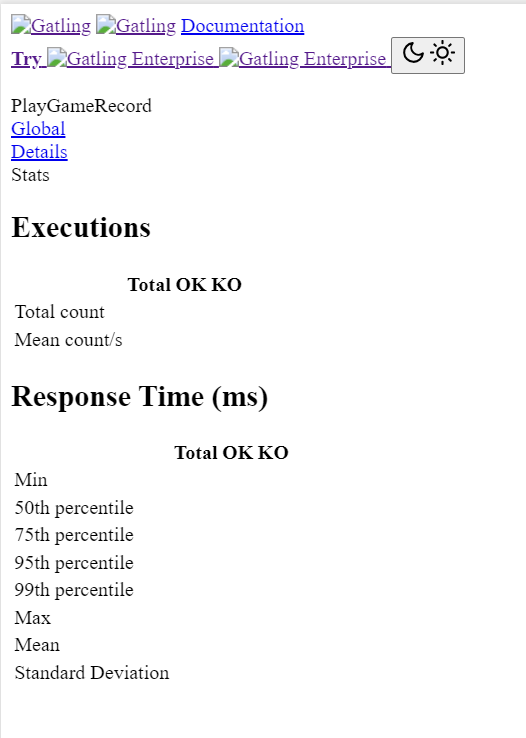 Gatling Gatling Documentation
Try Gatling Enterprise Gatling Enterprise
PlayGameRecord
Global
Details
Stats
Executions
Total OK KO
Total count
Mean count/s
Response Time (ms)
Total OK KO
Min
50th percentile
75th percentile
95th percentile
99th percentile
Max
Mean
Standard Deviation